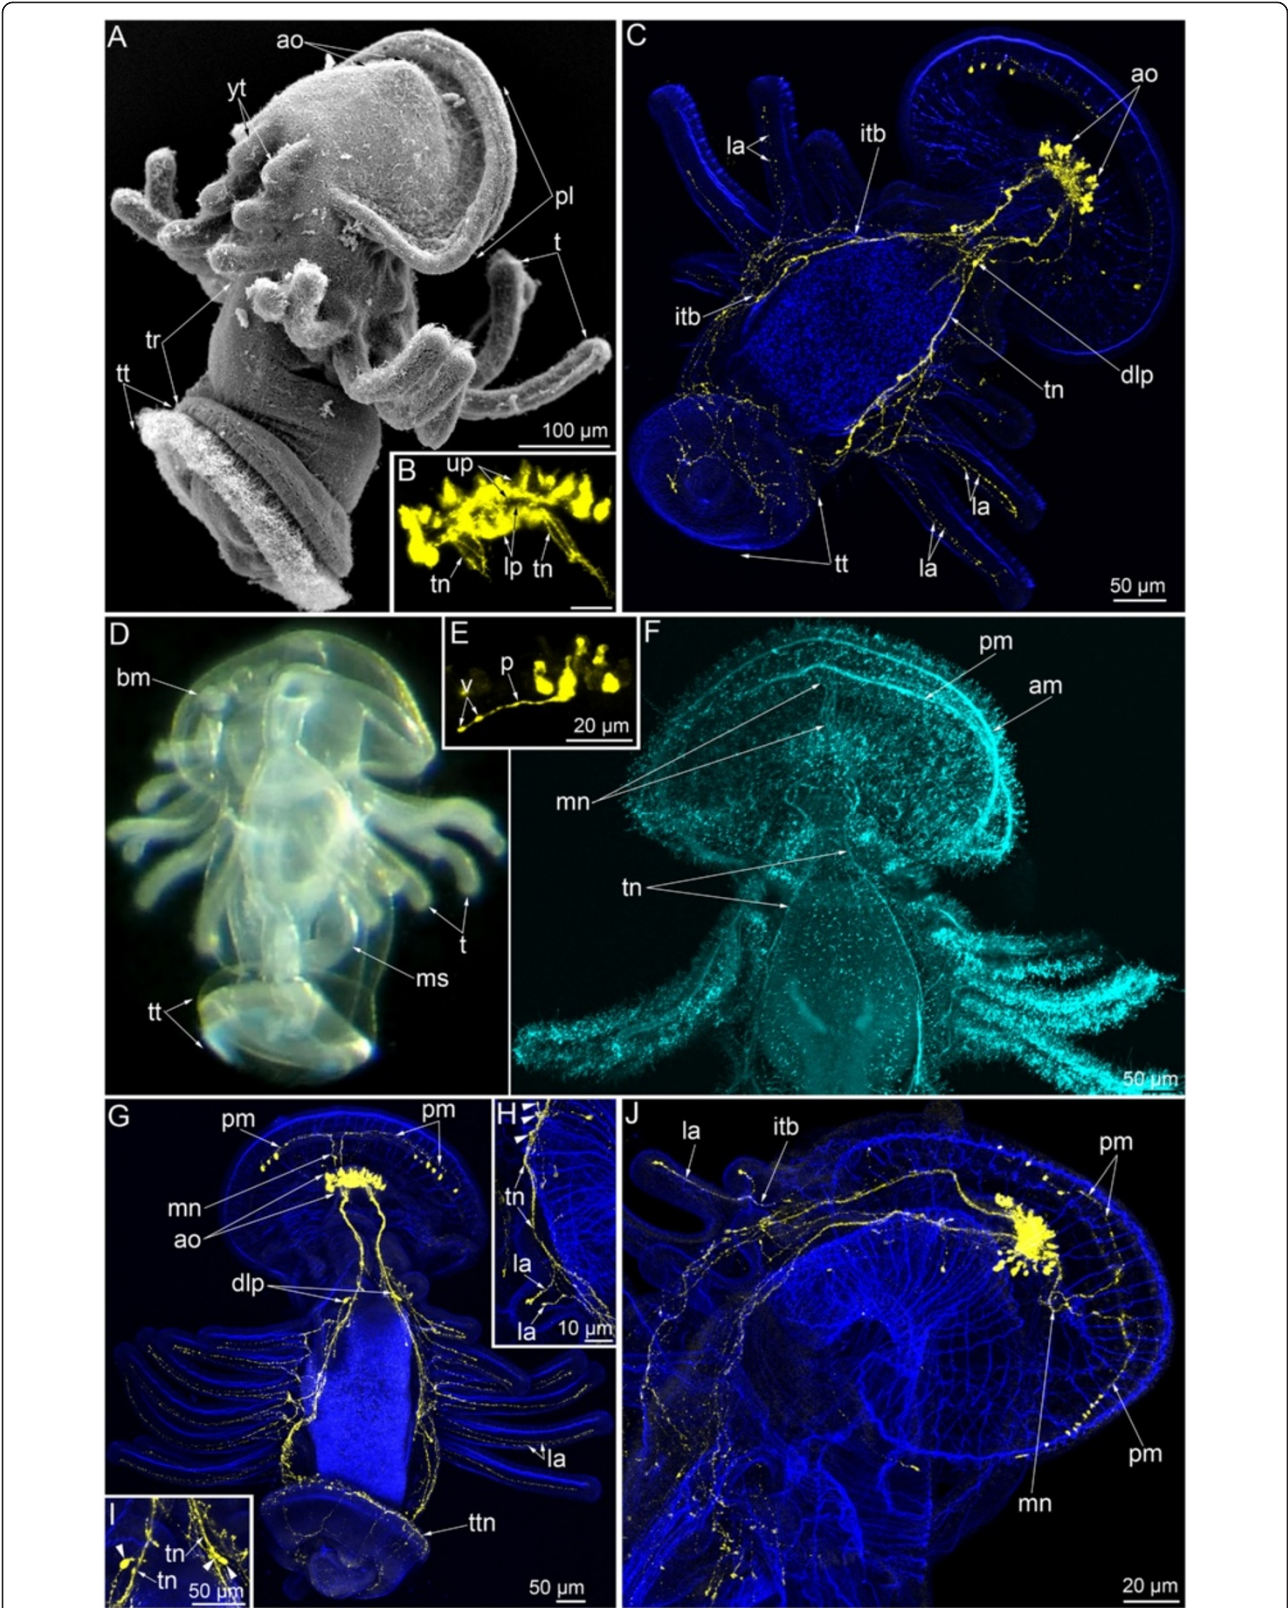 A
ao
yt
pl
t
tr
tt
100 µm
B
up
tn
lp
tn
C
ao
la
itb
itb
dlp
tn
la
la
tt
50 µm
D
bm
t
ms
tt
E
p
v
20 µm
F
pm
am
mn
tn
50 µm
G
pm
pm
mn
ao
dlp
la
ttn
50 µm
H
tn
la
la
10 µm
I
tn
tn
50 µm
J
la
itb
pm
pm
mn
20 µm